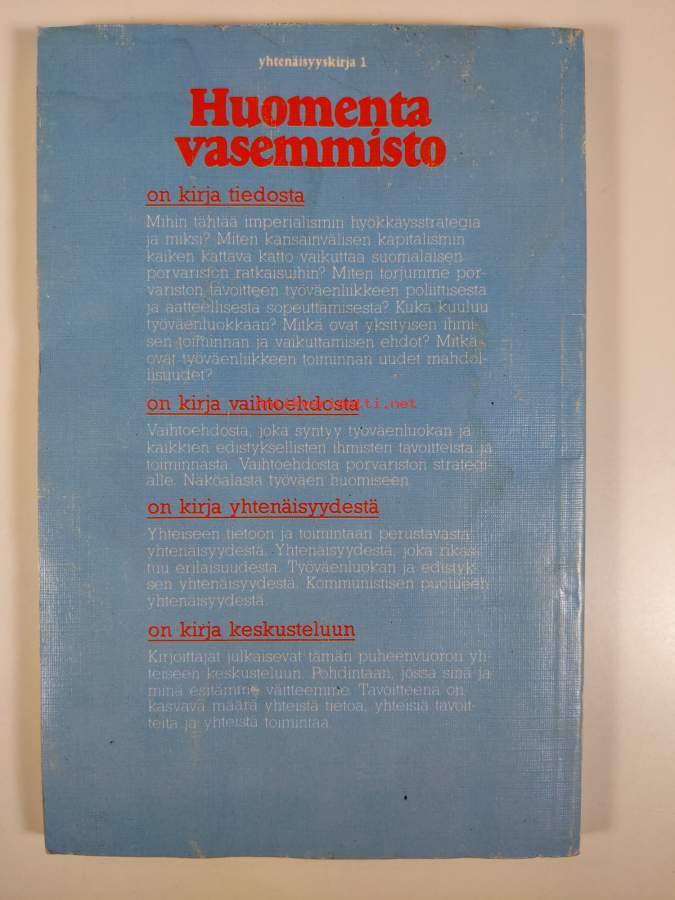 yhtenäisyyskirja 1
Huomenta
vasemmisto
on kirja tiedosta
Mihin tähtää imperialismin hyökkäysstrategia
ja miksi? Miten kansainvälisen kapitalismin
kaiken kattava katto vaikuttaa suomalaisen
porvariston ratkaisuihin? Miten torjumme por-
variston tavoitteen työväenliikkeen poliittisesta
ja aatteellisesta sopeuttamisesta? Kuka kuuluu
työväenluokkaan? Mitkä ovat yksityisen ihmi-
sen toiminnan ja vaikuttamisen ehdot? Mitkä
ovat työväenliikkeen toiminnan uudet mahdol-
lisuudet?
on kirja vaihtoehdosta
Vaihtoehdosta, joka syntyy työväenluokan ja
kaikkien edistyksellisten ihmisten tavoitteista ja
toiminnasta. Vaihtoehdosta porvariston strategi-
alle. Näköalasta työväen huomiseen.
on kirja yhtenäisyydestä
Yhteiseen tietoon ja toimintaan perustavasta
yhtenäisyydestä. Yhtenäisyydestä, joka rikas-
tuu erilaisuudesta. Työväenluokan ja edistyk-
sen yhtenäisyydestä. Kommunistisen puolueen
yhtenäisyydestä.
on kirja keskusteluun
Kirjoittajat julkaisevat tämän puheenvuoron yh-
teiseen keskusteluun. Pohdintaan, jossa sinä ja
minä esitämme väitteemme. Tavoitteena on
kasvava määrä yhteistä tietoa, yhteisiä tavoit-
teita ja yhteistä toimintaa.